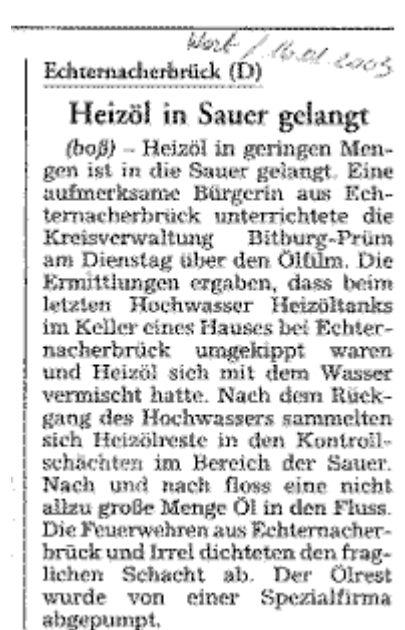 Wort / 16.01.2003
Echternacherbrück (D)
Heizöl in Sauer gelangt
(boß) – Heizöl in geringen Men-
gen ist in die Sauer gelangt. Eine
aufmerksame Bürgerin aus Ech-
ternacherbrück unterrichtete die
Kreisverwaltung Bitburg-Prüm
am Dienstag über den Ölfilm. Die
Ermittlungen ergaben, dass beim
letzten Hochwasser Heizöltanks
im Keller eines Hauses bei Echter-
nacherbrück umgekippt waren
und Heizöl sich mit dem Wasser
vermischt hatte. Nach dem Rück-
gang des Hochwassers sammelten
sich Heizölreste in den Kontroll-
schächten im Bereich der Sauer.
Nach und nach floss eine nicht
allzu große Menge Öl in den Fluss.
Die Feuerwehren aus Echternacher-
brück und Irrel dichteten den frag-
lichen Schacht ab. Der Ölrest
wurde von einer Spezialfirma
abgepumpt.